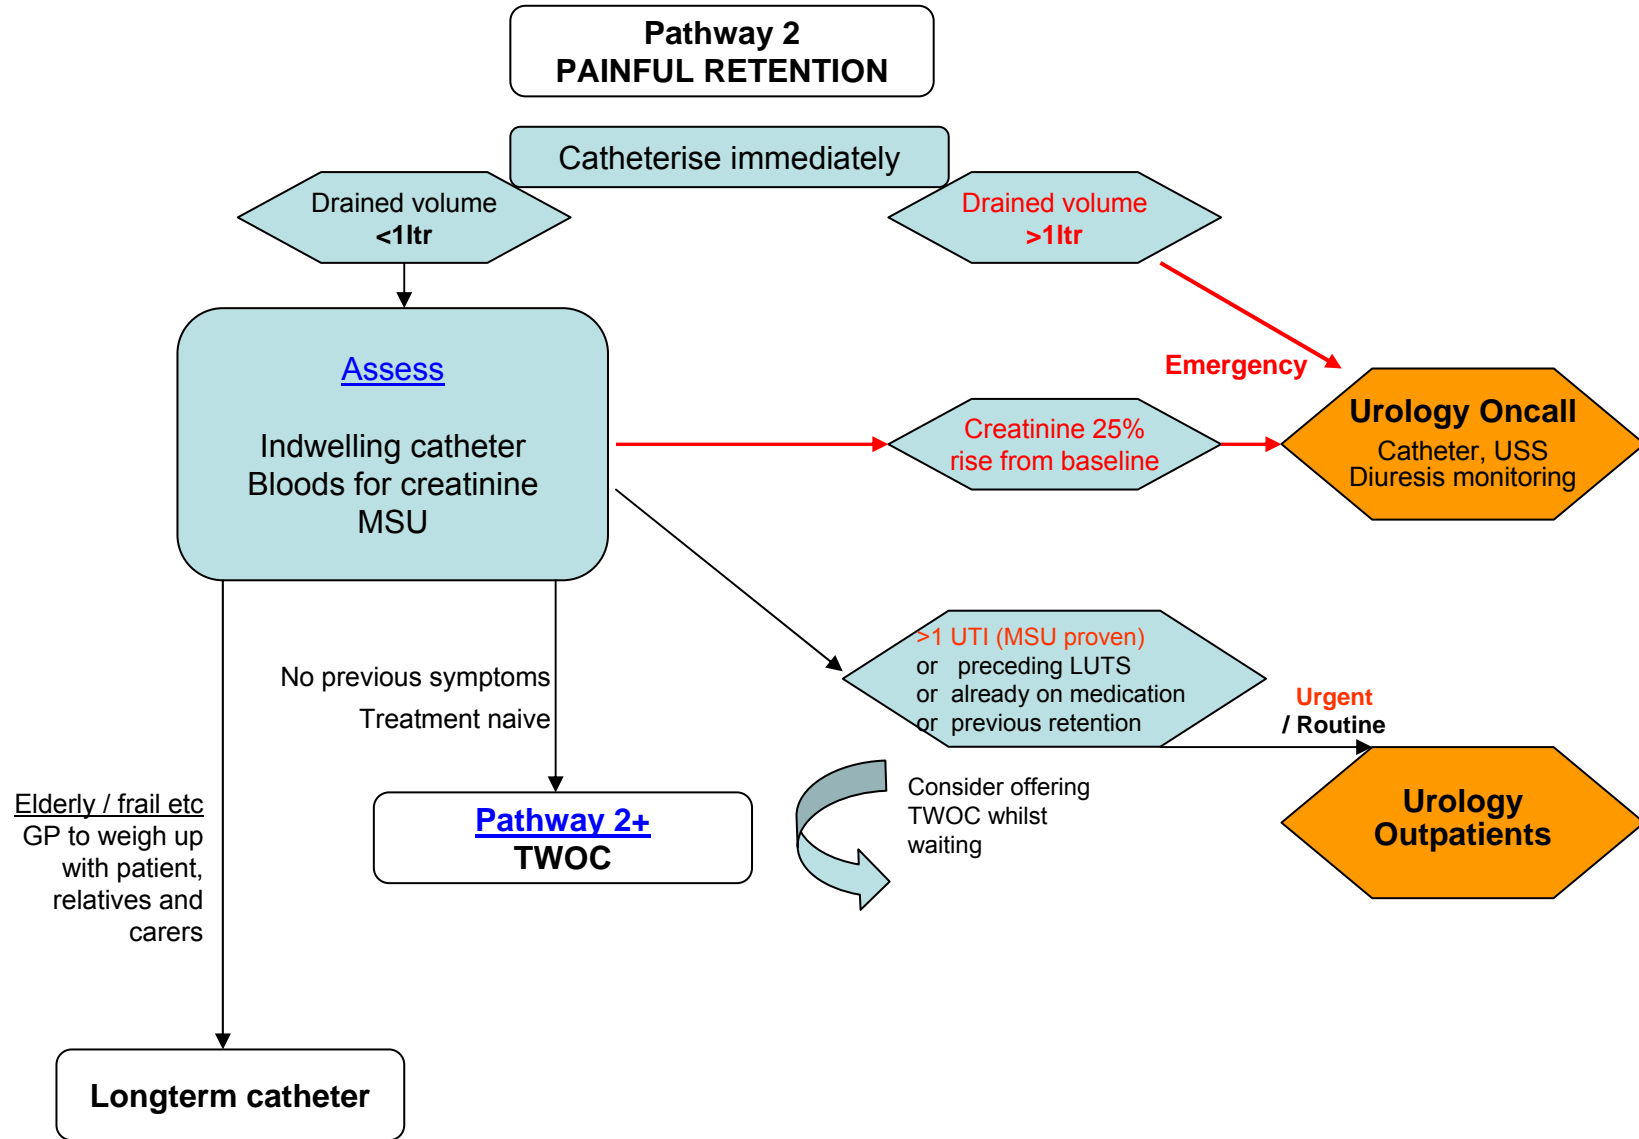 Pathway 2
PAINFUL RETENTION
Catheterise immediately
Drained volume
<1ltr
Drained volume
>1ltr
Assess
Indwelling catheter
Bloods for creatinine
MSU
Emergency
Creatinine 25%
rise from baseline
Urology Oncall
Catheter, USS
Diuresis monitoring
No previous symptoms
Treatment naive
>1 UTI (MSU proven)
or preceding LUTS
or already on medication
or previous retention
Urgent
/ Routine
Elderly / frail etc
GP to weigh up
with patient,
relatives and
carers
Pathway 2+
TWOC
Consider offering
TWOC whilst
waiting
Urology
Outpatients
Longterm catheter